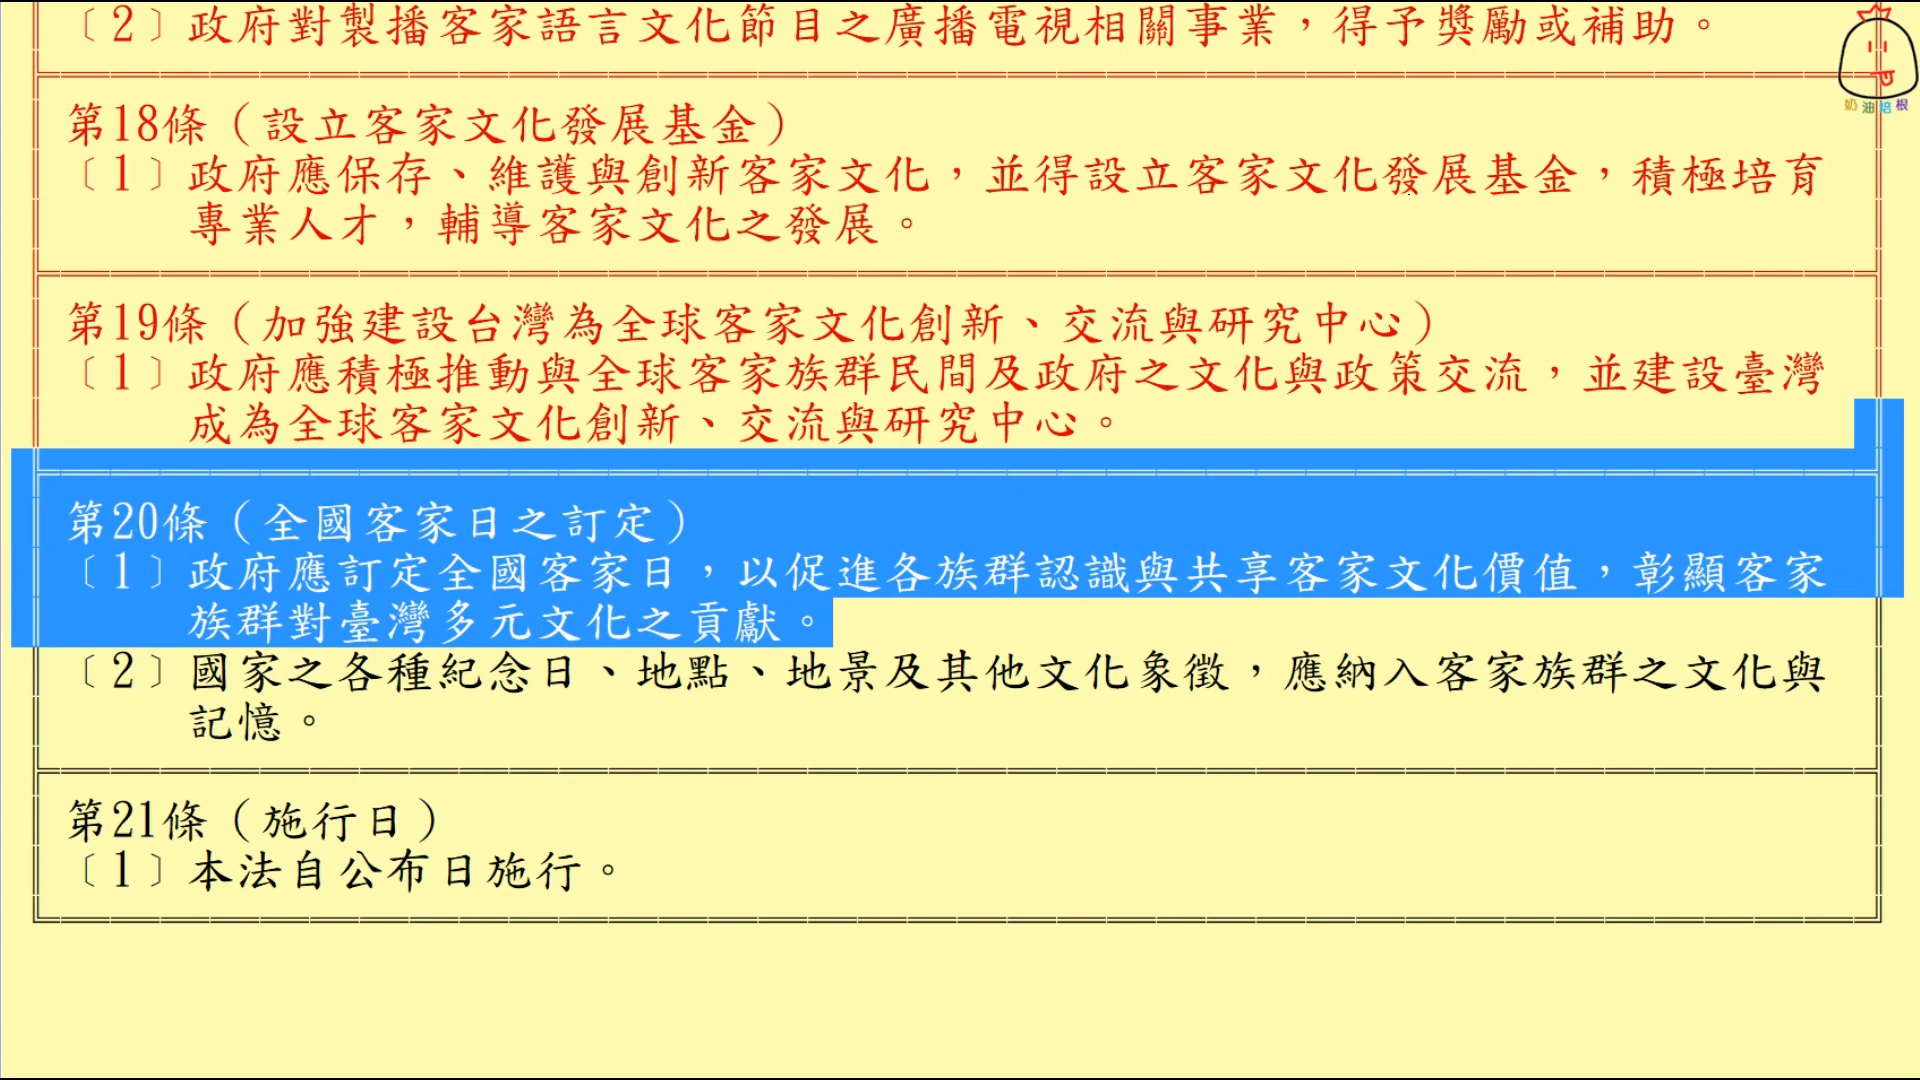 〔2〕政府對製播客家語言文化節目之廣播電視相關事業，得予獎勵或補助。
奶油培根
第18條（設立客家文化發展基金）
〔1〕政府應保存、維護與創新客家文化，並得設立客家文化發展基金，積極培育
專業人才，輔導客家文化之發展。
第19條（加強建設台灣為全球客家文化創新、交流與研究中心）
〔1〕政府應積極推動與全球客家族群民間及政府之文化與政策交流，並建設臺灣
成為全球客家文化創新、交流與研究中心。
第20條（全國客家日之訂定）
〔1〕政府應訂定全國客家日，以促進各族群認識與共享客家文化價值，彰顯客家
族群對臺灣多元文化之貢獻。
〔2〕國家之各種紀念日、地點、地景及其他文化象徵，應納入客家族群之文化與
記憶。
第21條（施行日）
〔1〕本法自公布日施行。